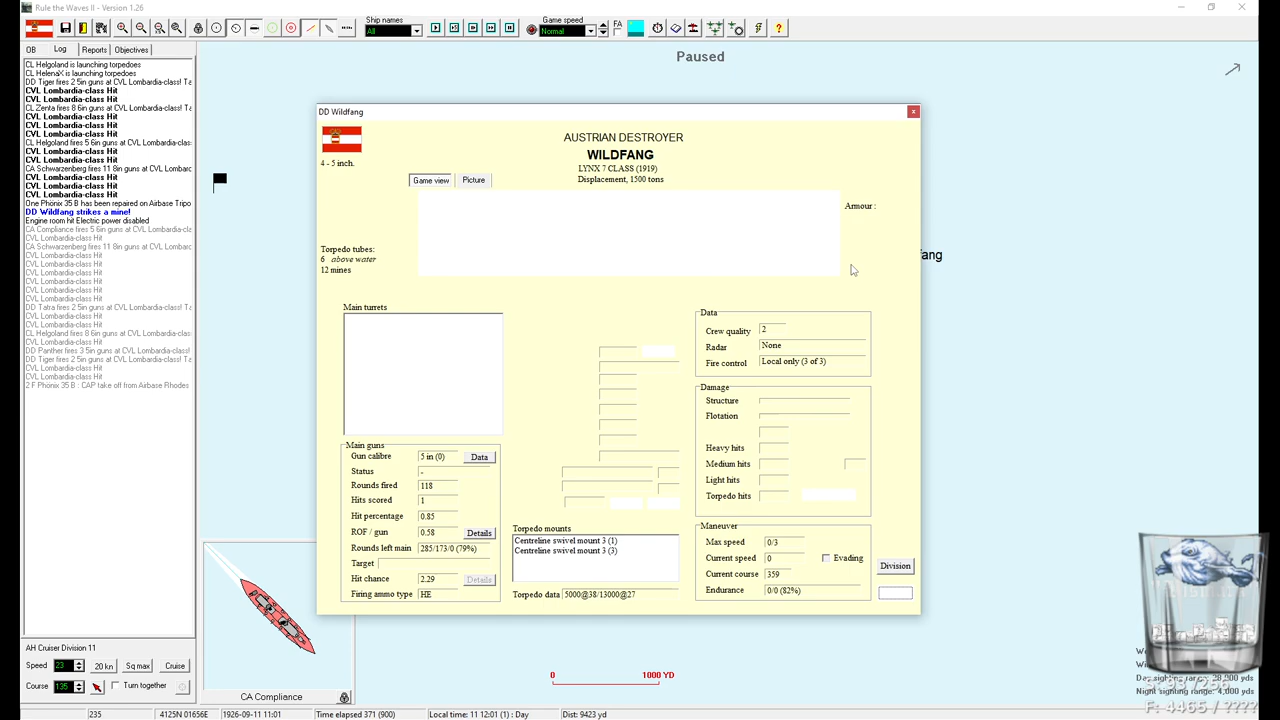 Rule the Waves II - Version 1.26
Ship names
All
Game speed
Normal
FA
OB Log Reports Objectives
CL Helgoland is launching torpedoes
CL HelenaX is launching torpedoes
DD Tiger fires 2 5in guns at CVL Lombardia-class! Ta
CVL Lombardia-class Hit
CVL Lombardia-class Hit
CL Zenta fires 8 6in guns at CVL Lombardia-class! Ta
CVL Lombardia-class Hit
CVL Lombardia-class Hit
CVL Lombardia-class Hit
CL Helgoland fires 5 6in guns at CVL Lombardia-clas
CVL Lombardia-class Hit
CVL Lombardia-class Hit
CA Schwarzenberg fires 11 8in guns at CVL Lombardi
CVL Lombardia-class Hit
CVL Lombardia-class Hit
CVL Lombardia-class Hit
One Phönix 35 B has been repaired on Airbase Tripo
DD Wildfang strikes a mine!
Engine room hit Electric power disabled
CA Compliance fires 5 6in guns at CVL Lombardia-clas
CVL Lombardia-class Hit
CA Schwarzenberg fires 11 8in guns at CVL Lombardi
CVL Lombardia-class Hit
CVL Lombardia-class Hit
CVL Lombardia-class Hit
CVL Lombardia-class Hit
CVL Lombardia-class Hit
CVL Lombardia-class Hit
DD Tatra fires 2 5in guns at CVL Lombardia-class! Ta
CVL Lombardia-class Hit
CVL Lombardia-class Hit
CL Helgoland fires 8 6in guns at CVL Lombardia-clas
CVL Lombardia-class Hit
DD Panther fires 3 5in guns at CVL Lombardia-class!
DD Tiger fires 2 5in guns at CVL Lombardia-class! Ta
CVL Lombardia-class Hit
CVL Lombardia-class Hit
2 F Phönix 35 B : CAP take off from Airbase Rhodes
Paused
DD Wildfang
AUSTRIAN DESTROYER
WILDFANG
LYNX 7 CLASS (1919)
Displacement, 1500 tons
4 - 5 inch.
Game view Picture
Armour :
Torpedo tubes:
6 above water
12 mines
fang
Main turrets
Main guns
Gun calibre 5 in (0) Data
Status -
Rounds fired 118
Hits scored 1
Hit percentage 0.85
ROF / gun 0.58 Details
Rounds left main 285/173/0 (79%)
Target
Hit chance 2.29 Details
Firing ammo type HE
Torpedo mounts
Centreline swivel mount 3 (1)
Centreline swivel mount 3 (3)
Torpedo data 5000@38/13000@27
Data
Crew quality 2
Radar None
Fire control Local only (3 of 3)
Damage
Structure
Flotation
Heavy hits
Medium hits
Light hits
Torpedo hits
Maneuver
Max speed 0/3
Current speed 0 Evading
Current course 359
Endurance 0/0 (82%)
Division
AH Cruiser Division 11
Speed 23 20 kn Sq max Cruise
Course 135 Turn together
CA Compliance
0 1000 YD
Night sighting range: 4,000 yds
F: 4465 / ????
235 4125N 01656E 1926-09-11 11:01 Time elapsed 371 (900) Local time: 11 12:01 (1) : Day Dist: 9423 yd